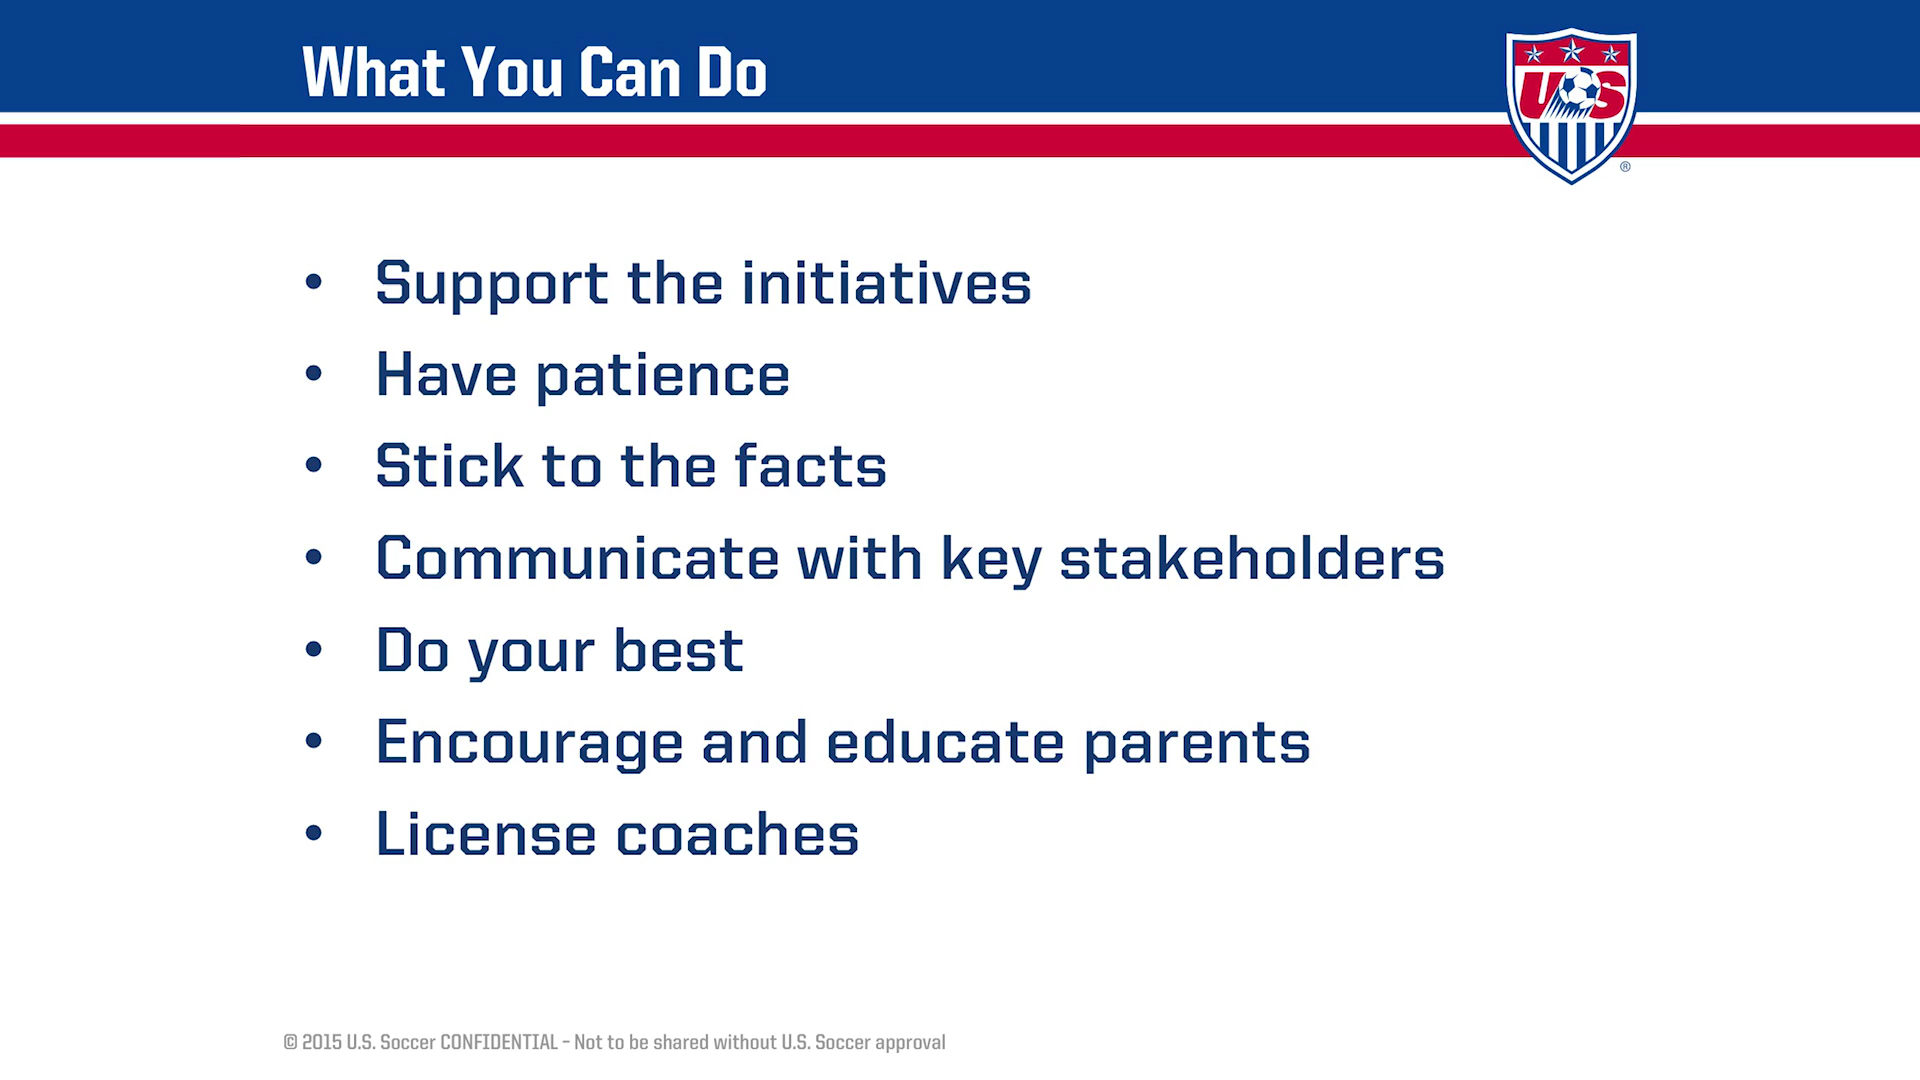 What You Can Do
US
®
• Support the initiatives
• Have patience
• Stick to the facts
• Communicate with key stakeholders
• Do your best
• Encourage and educate parents
• License coaches
© 2015 U.S. Soccer CONFIDENTIAL – Not to be shared without U.S. Soccer approval